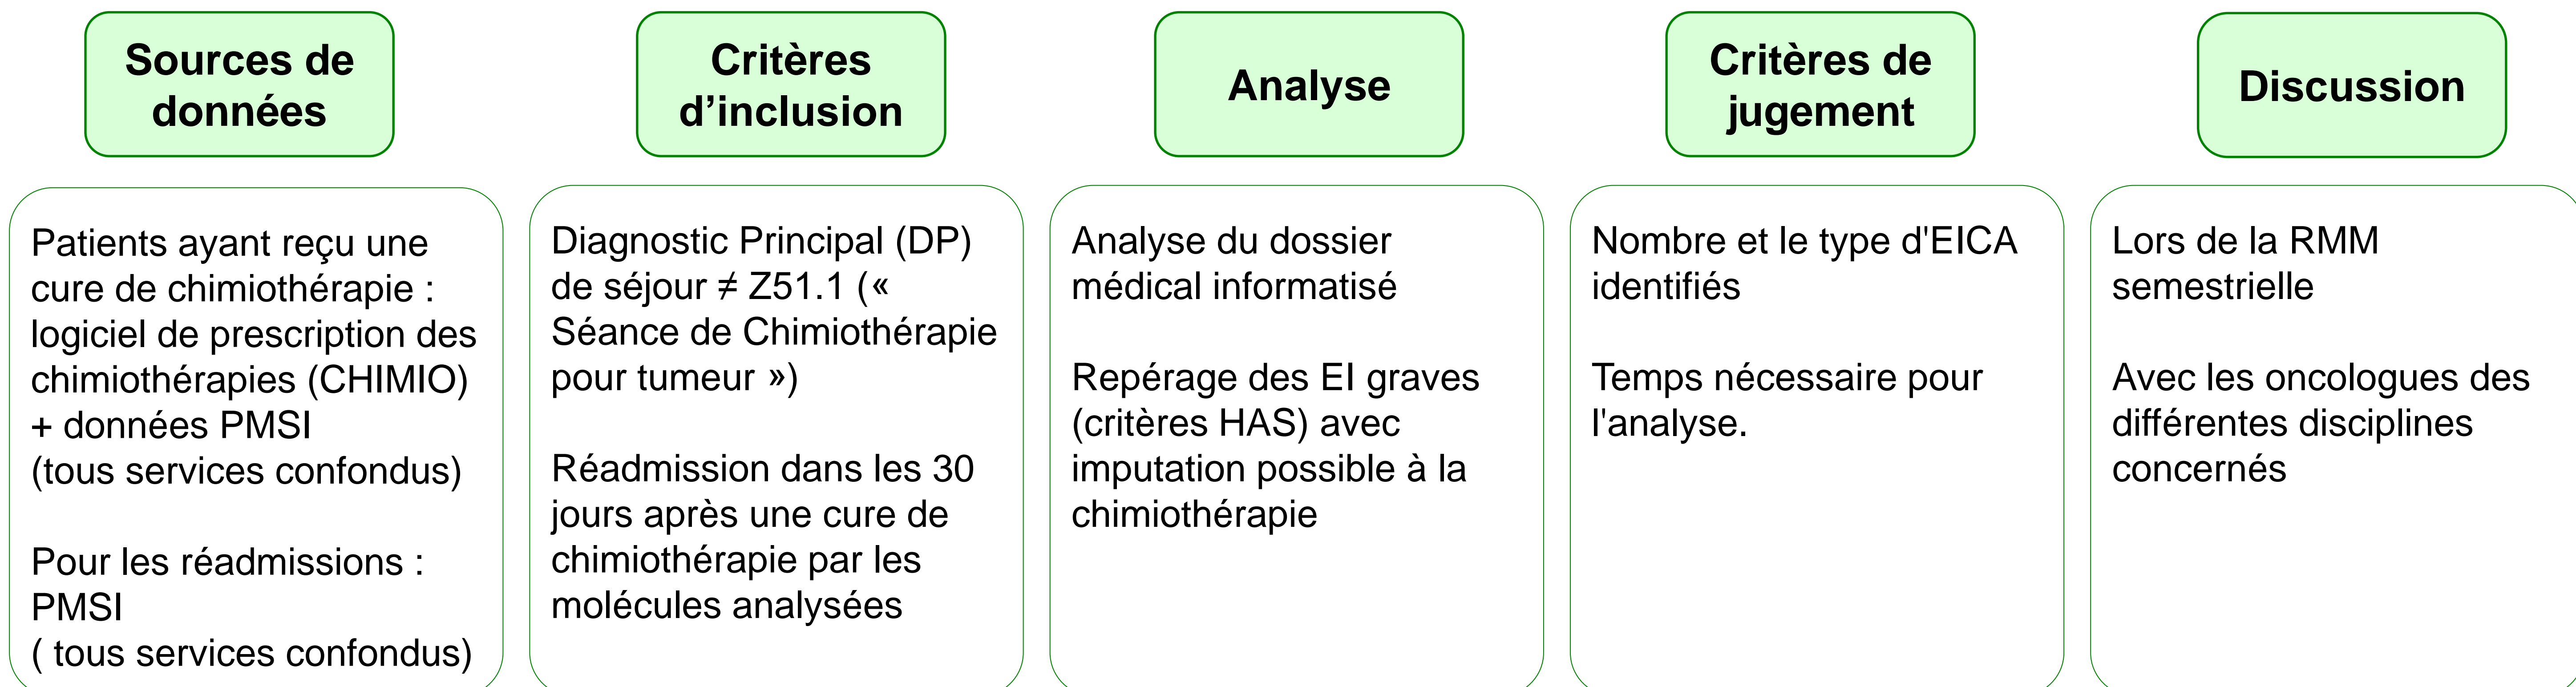 Sources de
données
Patients ayant reçu une
cure de chimiothérapie :
logiciel de prescription des
chimiothérapies (CHIMIO)
+ données PMSI
(tous services confondus)
Pour les réadmissions :
PMSI
( tous services confondus)
Critères
d’inclusion
Diagnostic Principal (DP)
de séjour ≠ Z51.1 («
Séance de Chimiothérapie
pour tumeur »)
Réadmission dans les 30
jours après une cure de
chimiothérapie par les
molécules analysées
Analyse
Analyse du dossier
médical informatisé
Repérage des EI graves
(critères HAS) avec
imputation possible à la
chimiothérapie
Critères de
jugement
Nombre et le type d'EICA
identifiés
Temps nécessaire pour
l'analyse.
Discussion
Lors de la RMM
semestrielle
Avec les oncologues des
différentes disciplines
concernés